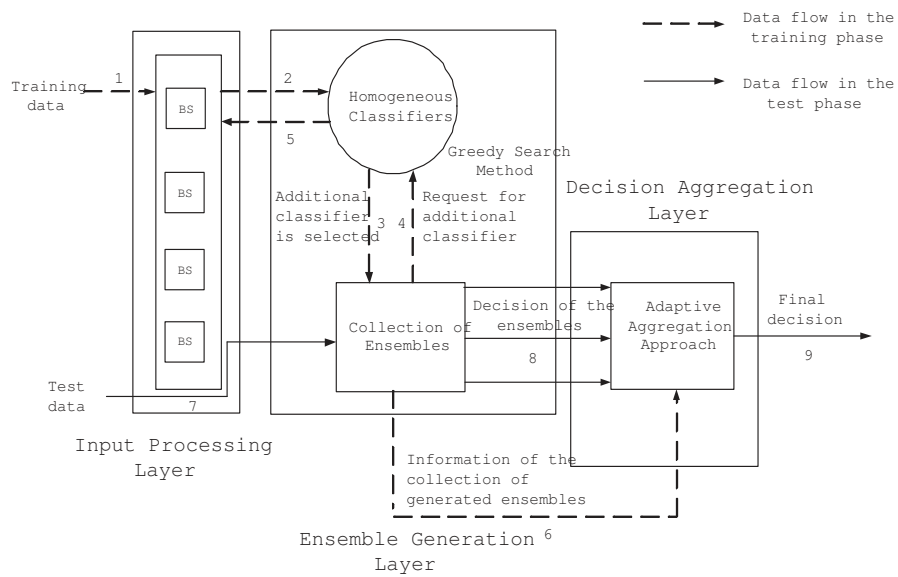 Data flow in the
training phase
Data flow in the
test phase
Training
data
1
2
5
BS
BS
BS
BS
Homogeneous
Classifiers
Greedy Search
Method
Additional
classifier
is selected
3
4
Request for
additional
classifier
Decision Aggregation
Layer
Collection of
Ensembles
Decision of the
ensembles
8
Adaptive
Aggregation
Approach
Final
decision
9
Test
data
7
Input Processing
Layer
Information of the
collection of
generated ensembles
6
Ensemble Generation
Layer